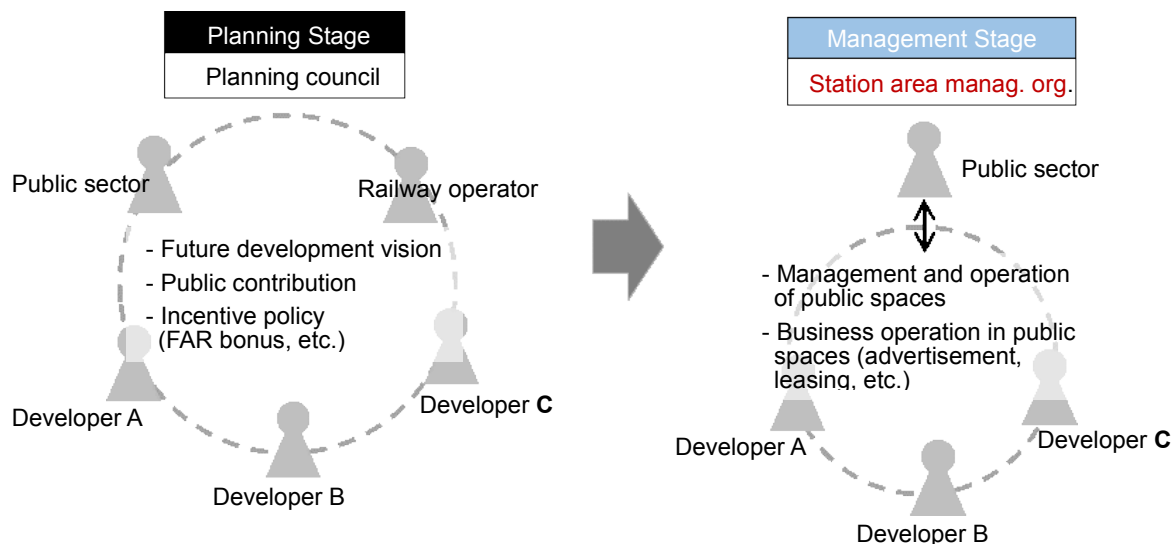 Planning Stage
Planning council
Public sector
Railway operator
- Future development vision
- Public contribution
- Incentive policy
(FAR bonus, etc.)
Developer A
Developer C
Developer B
Management Stage
Station area manag. org.
Public sector
- Management and operation
of public spaces
- Business operation in public
spaces (advertisement,
leasing, etc.)
Developer A
Developer C
Developer B